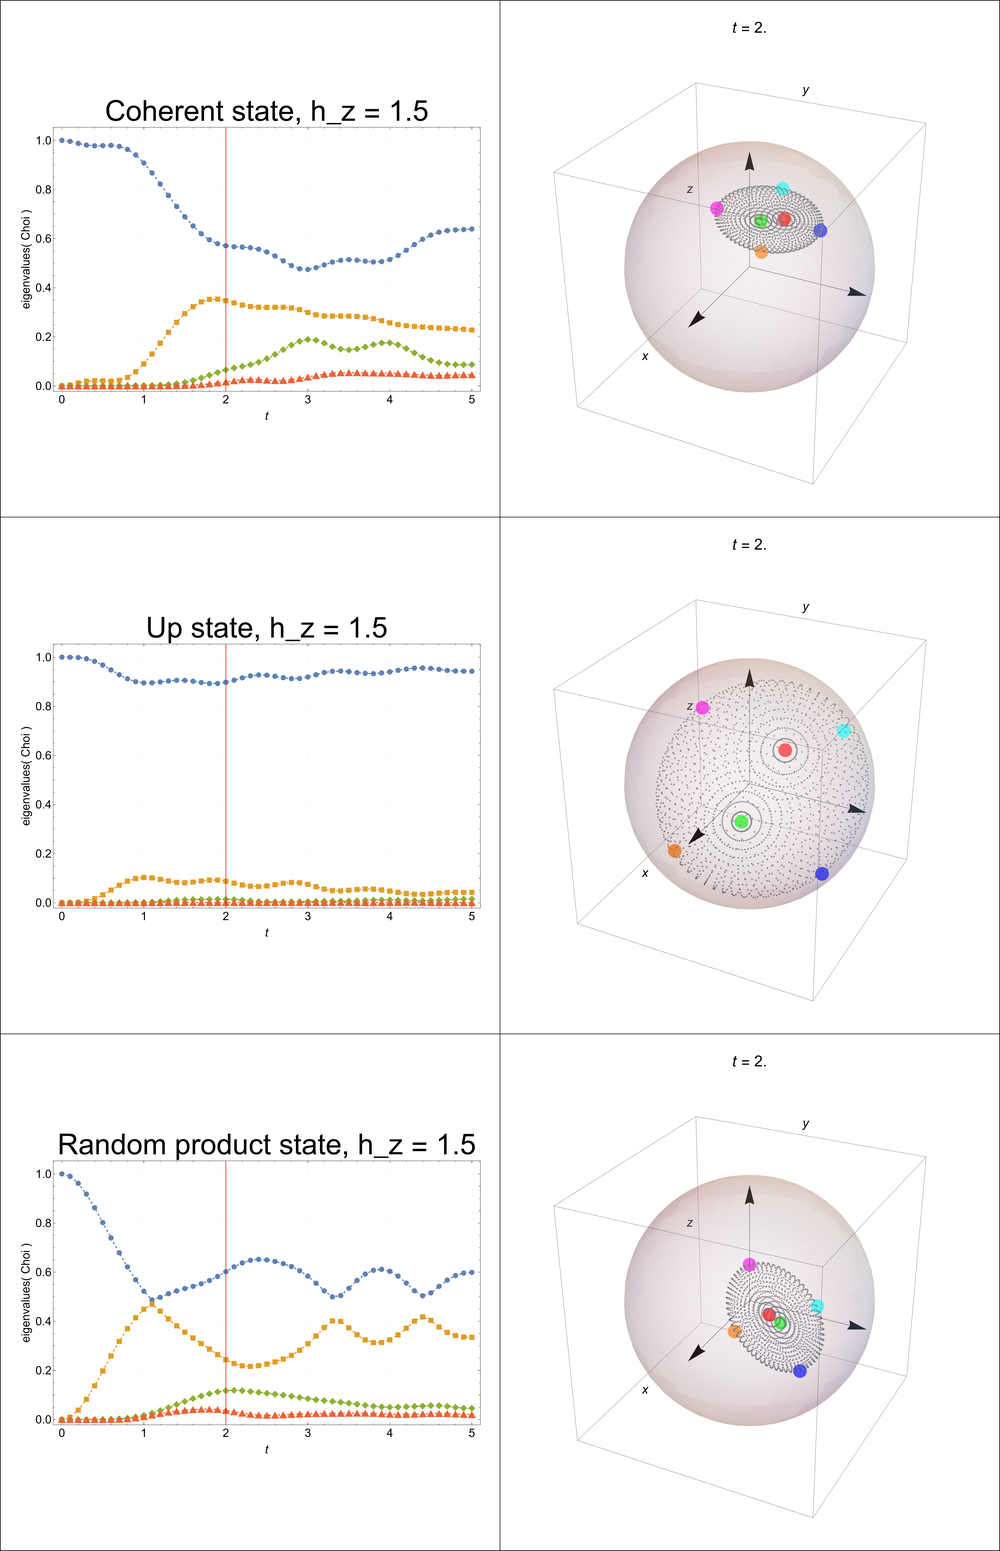 Coherent state, h_z = 1.5
eigenvalues( Choi )
1.0
0.8
0.6
0.4
0.2
0.0
0 1 2 3 4 5
t
t = 2.
y
z
x
Up state, h_z = 1.5
eigenvalues( Choi )
1.0
0.8
0.6
0.4
0.2
0.0
0 1 2 3 4 5
t
t = 2.
y
z
x
Random product state, h_z = 1.5
eigenvalues( Choi )
1.0
0.8
0.6
0.4
0.2
0.0
0 1 2 3 4 5
t
t = 2.
y
z
x